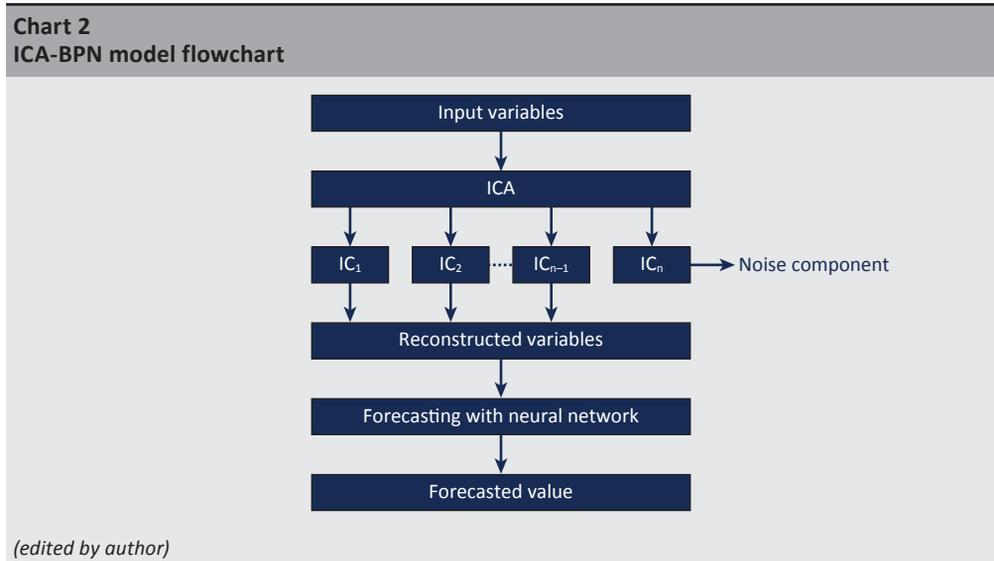 Chart 2
ICA-BPN model flowchart
Input variables
ICA
IC₁ IC₂ ICₙ₋₁ ICₙ Noise component
Reconstructed variables
Forecasting with neural network
Forecasted value
(edited by author)